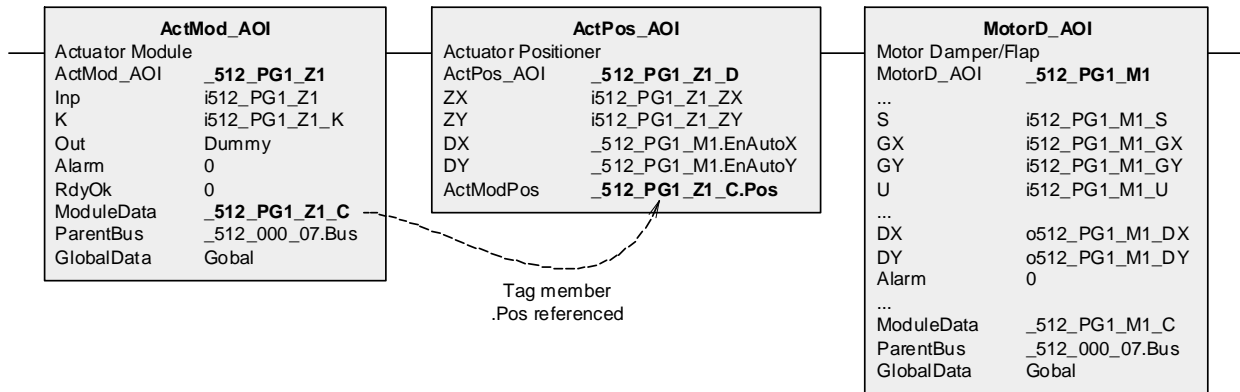 ActMod_AOI
Actuator Module
ActMod_AOI _512_PG1_Z1
Inp i512_PG1_Z1
K i512_PG1_Z1_K
Out Dummy
Alarm 0
RdyOk 0
ModuleData _512_PG1_Z1_C
ParentBus _512_000_07.Bus
GlobalData Gobal
ActPos_AOI
Actuator Positioner
ActPos_AOI _512_PG1_Z1_D
ZX i512_PG1_Z1_ZX
ZY i512_PG1_Z1_ZY
DX _512_PG1_M1.EnAutoX
DY _512_PG1_M1.EnAutoY
ActModPos _512_PG1_Z1_C.Pos
Tag member
.Pos referenced
MotorD_AOI
Motor Damper/Flap
MotorD_AOI _512_PG1_M1
...
S i512_PG1_M1_S
GX i512_PG1_M1_GX
GY i512_PG1_M1_GY
U i512_PG1_M1_U
...
DX o512_PG1_M1_DX
DY o512_PG1_M1_DY
Alarm 0
...
ModuleData _512_PG1_M1_C
ParentBus _512_000_07.Bus
GlobalData Gobal